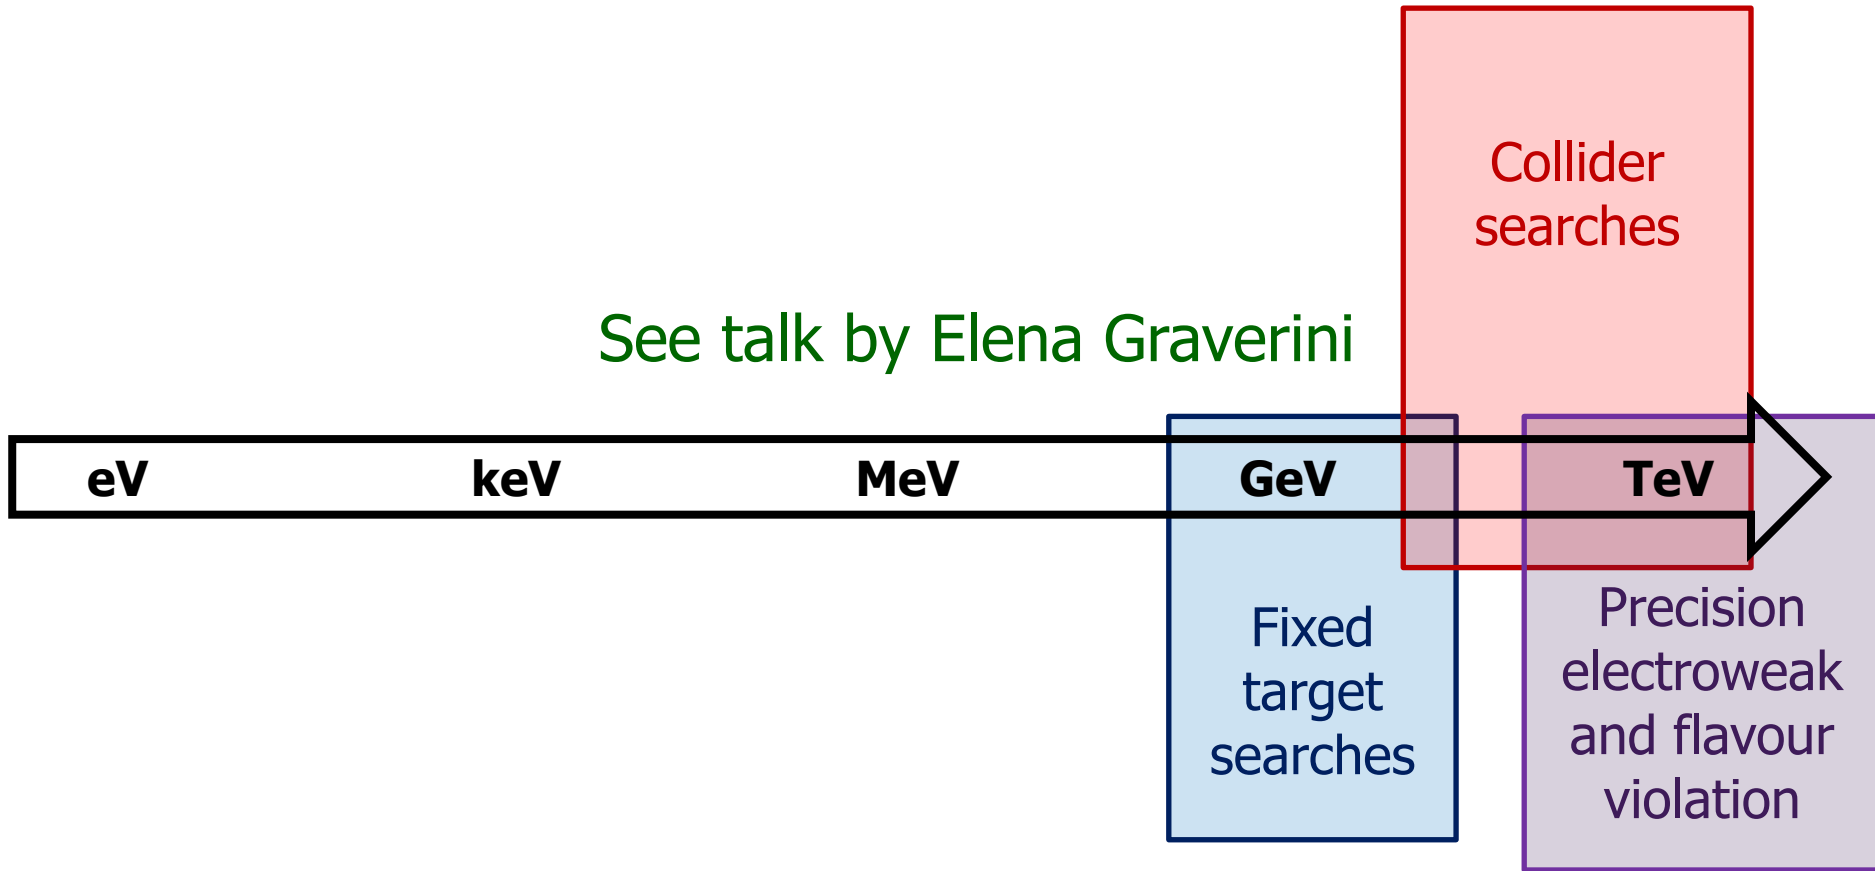 Collider
searches
See talk by Elena Graverini
eV keV MeV GeV TeV
Fixed
target
searches
Precision
electroweak
and flavour
violation